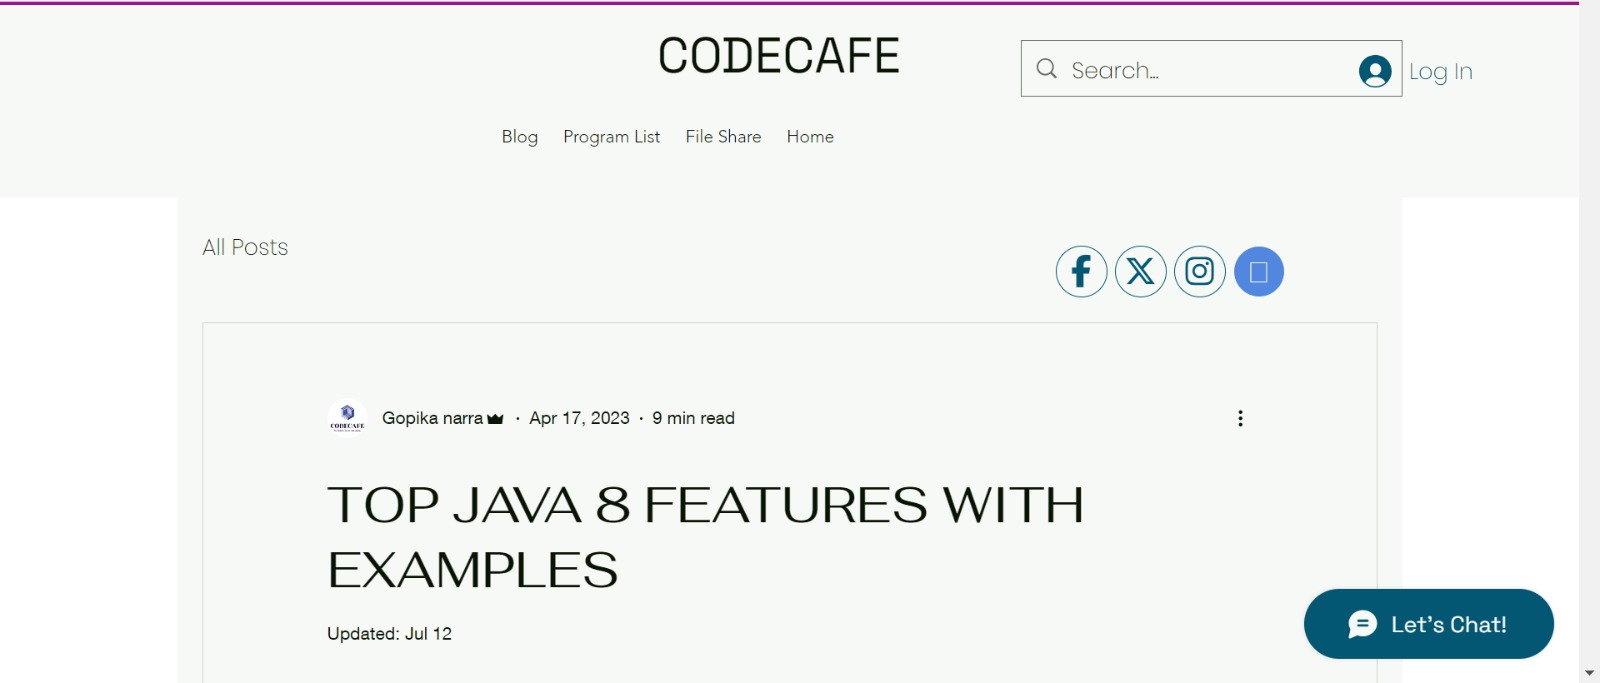 CODECAFE
Search...
Log In
Blog
Program List
File Share
Home
All Posts
CODECAFE
Gopika narra · Apr 17, 2023 · 9 min read
TOP JAVA 8 FEATURES WITH
EXAMPLES
Updated: Jul 12
Let's Chat!